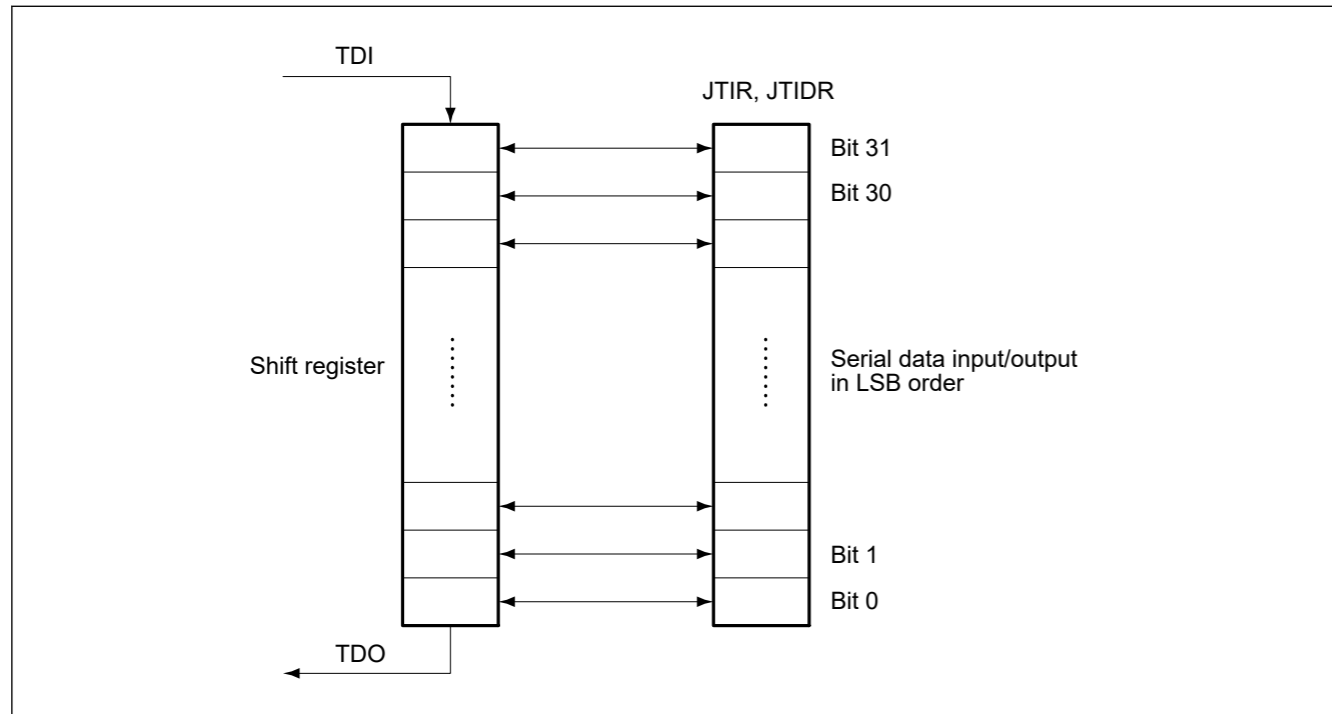 TDI
JTIR, JTIDR
Bit 31
Bit 30
Shift register
Serial data input/output
in LSB order
Bit 1
Bit 0
TDO